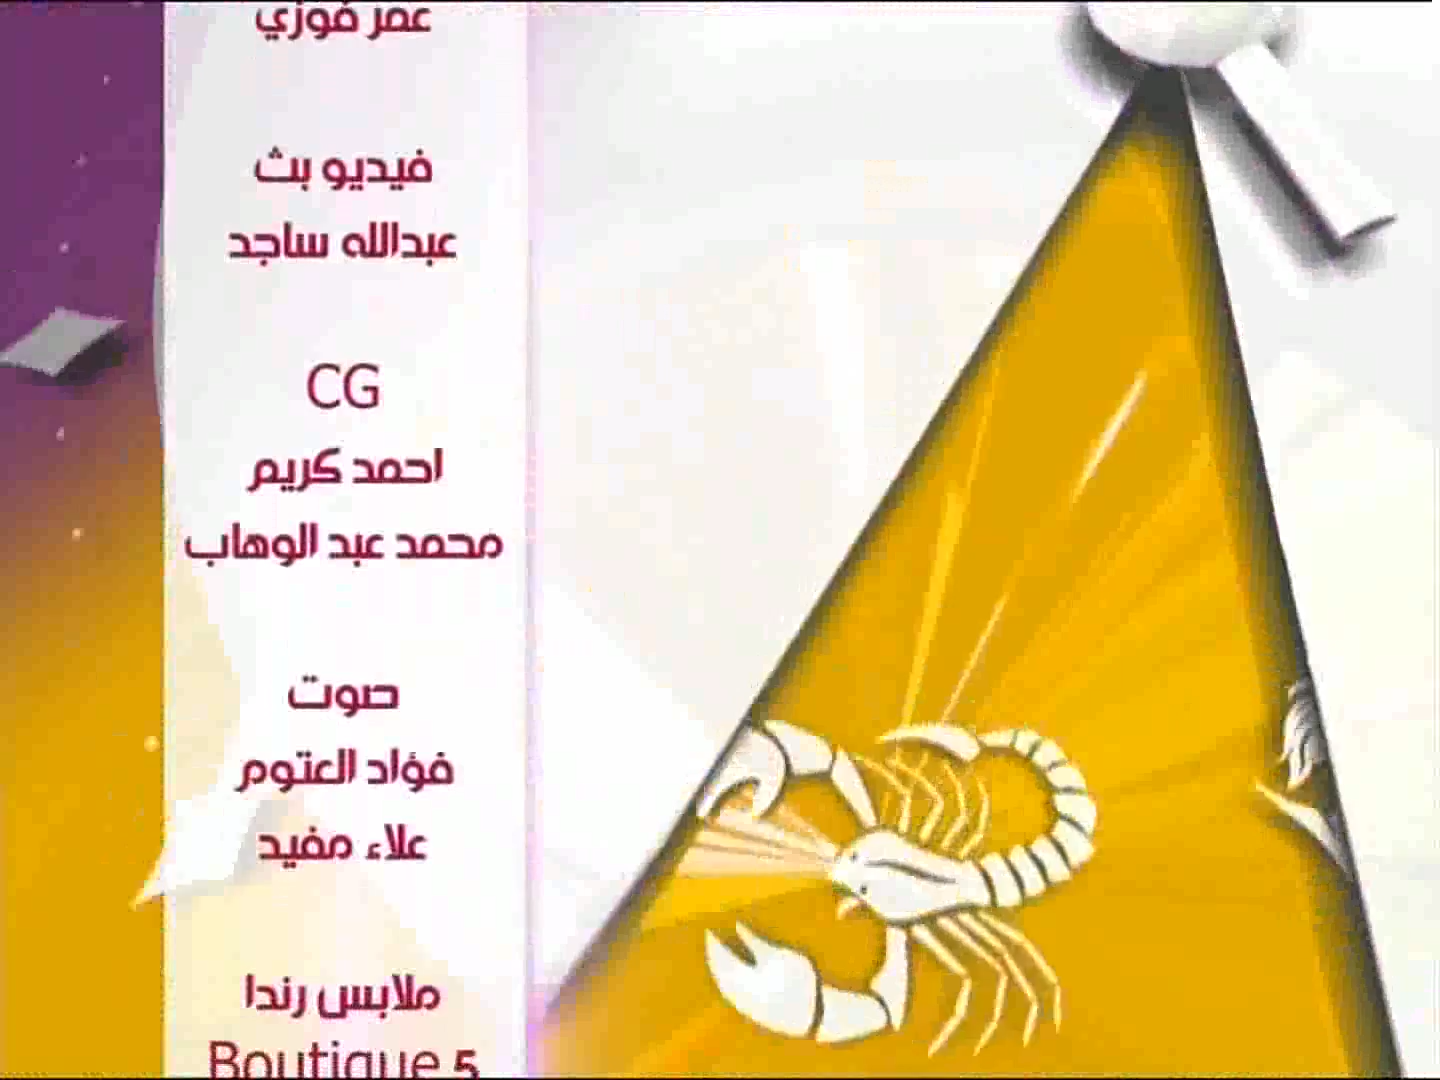 عمر فوزي
فيديو بث
عبدالله ساجد
CG
احمد كريم
محمد عبد الوهاب
صوت
فؤاد العتوم
علاء مفيد
ملابس رندا
Boutique 5